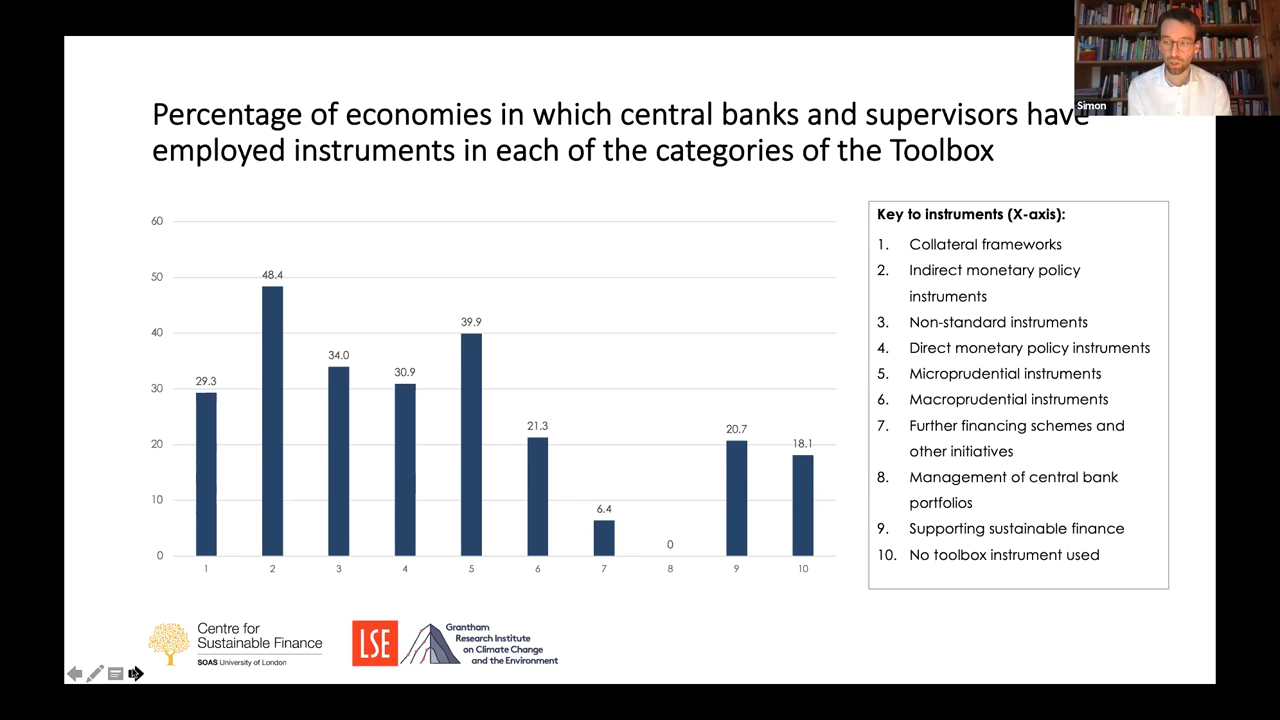 Simon
Percentage of economies in which central banks and supervisors have
employed instruments in each of the categories of the Toolbox
60
50
40
30
20
10
0
29.3
48.4
34.0
30.9
39.9
21.3
6.4
0
20.7
18.1
1
2
3
4
5
6
7
8
9
10
Key to instruments (X-axis):
1. Collateral frameworks
2. Indirect monetary policy
instruments
3. Non-standard instruments
4. Direct monetary policy instruments
5. Microprudential instruments
6. Macroprudential instruments
7. Further financing schemes and
other initiatives
8. Management of central bank
portfolios
9. Supporting sustainable finance
10. No toolbox instrument used
Centre for
Sustainable Finance
SOAS University of London
LSE
Grantham
Research Institute
on Climate Change
and the Environment